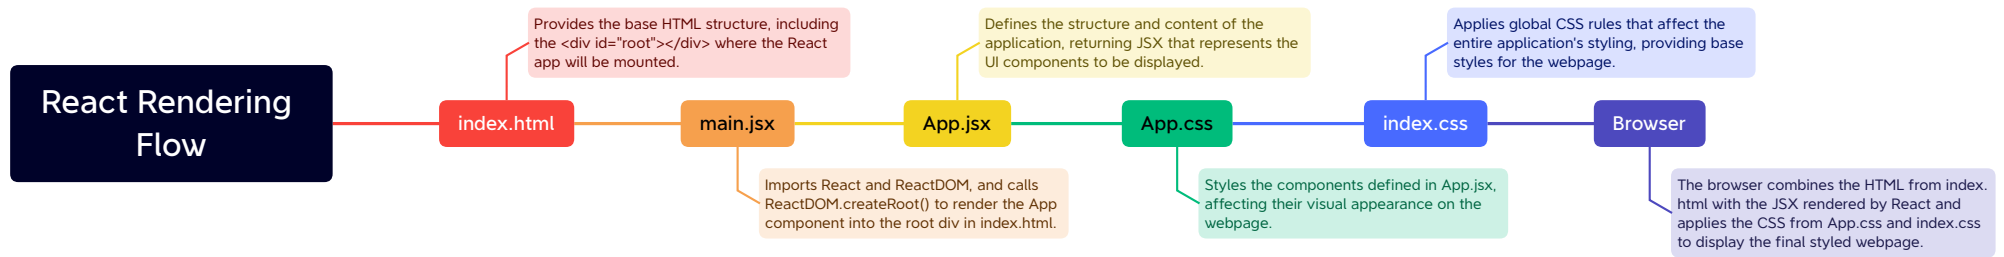 React Rendering
Flow
Provides the base HTML structure, including
the <div id="root"></div> where the React
app will be mounted.
index.html
main.jsx
Imports React and ReactDOM, and calls
ReactDOM.createRoot() to render the App
component into the root div in index.html.
Defines the structure and content of the
application, returning JSX that represents the
UI components to be displayed.
App.jsx
App.css
Styles the components defined in App.jsx,
affecting their visual appearance on the
webpage.
Applies global CSS rules that affect the
entire application's styling, providing base
styles for the webpage.
index.css
Browser
The browser combines the HTML from index.
html with the JSX rendered by React and
applies the CSS from App.css and index.css
to display the final styled webpage.